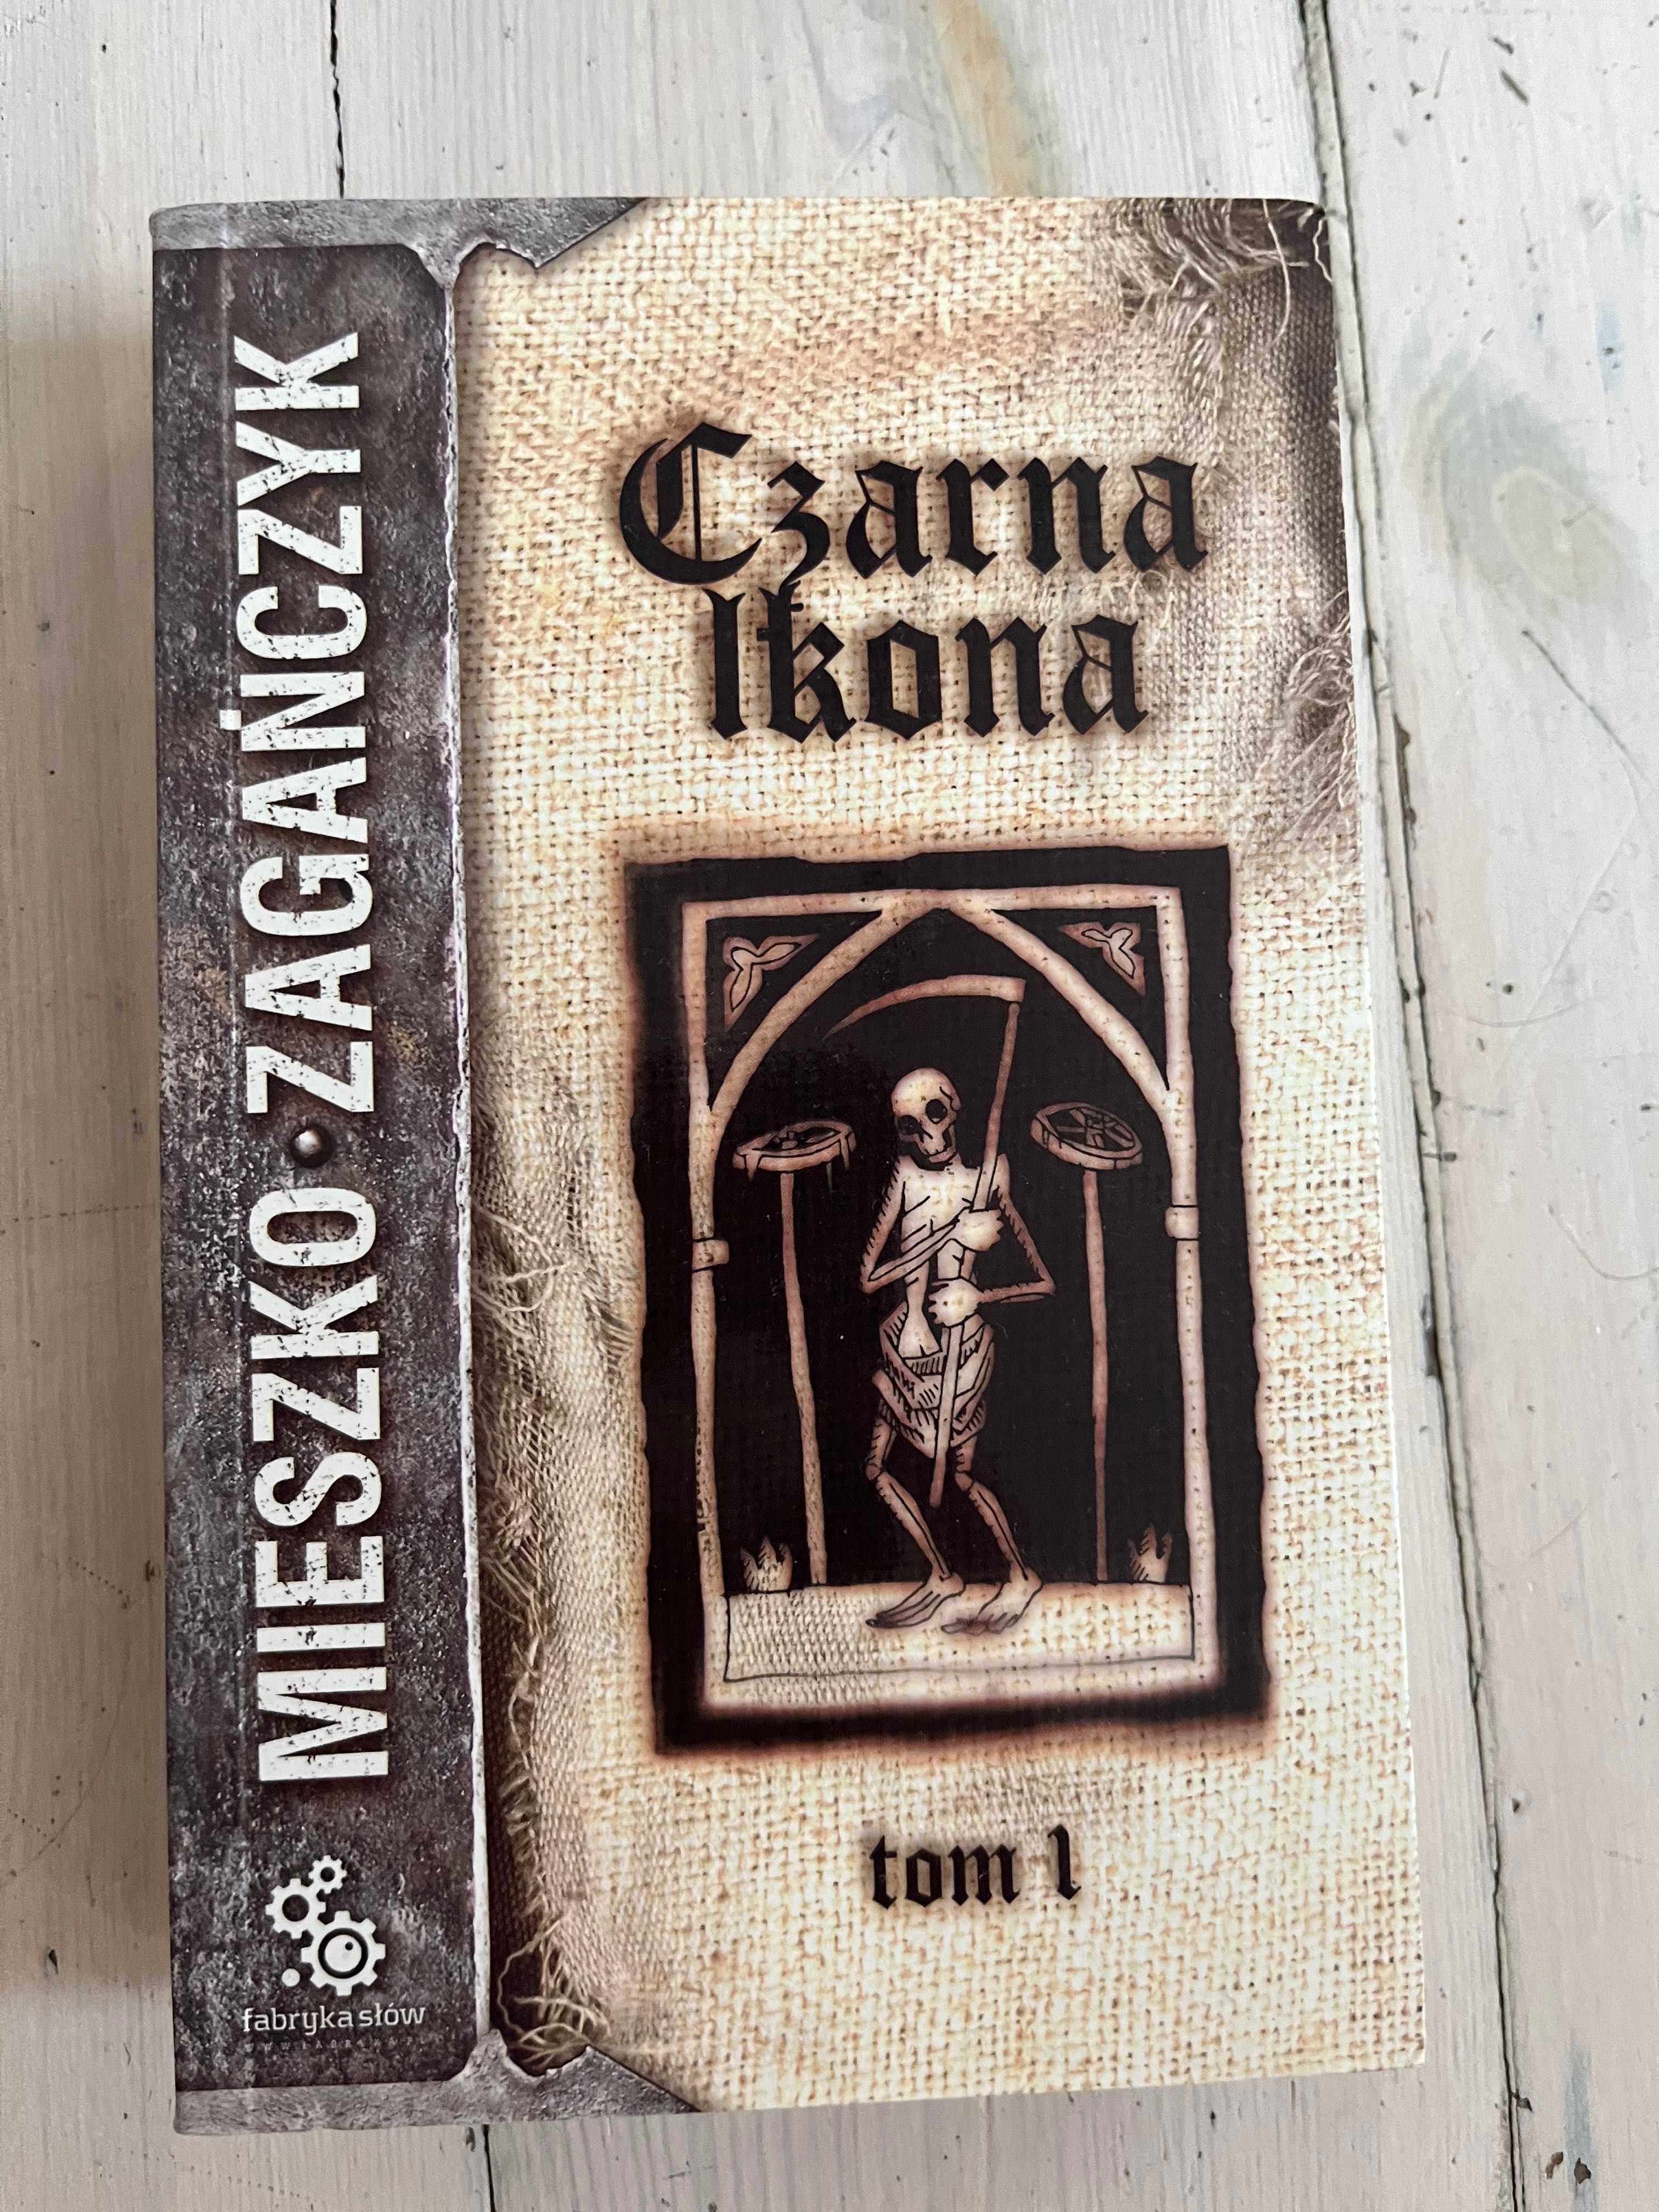 MIESZKO • ZAGAŃCZYK
Czarna
Ikona
tom 1
fabryka słów